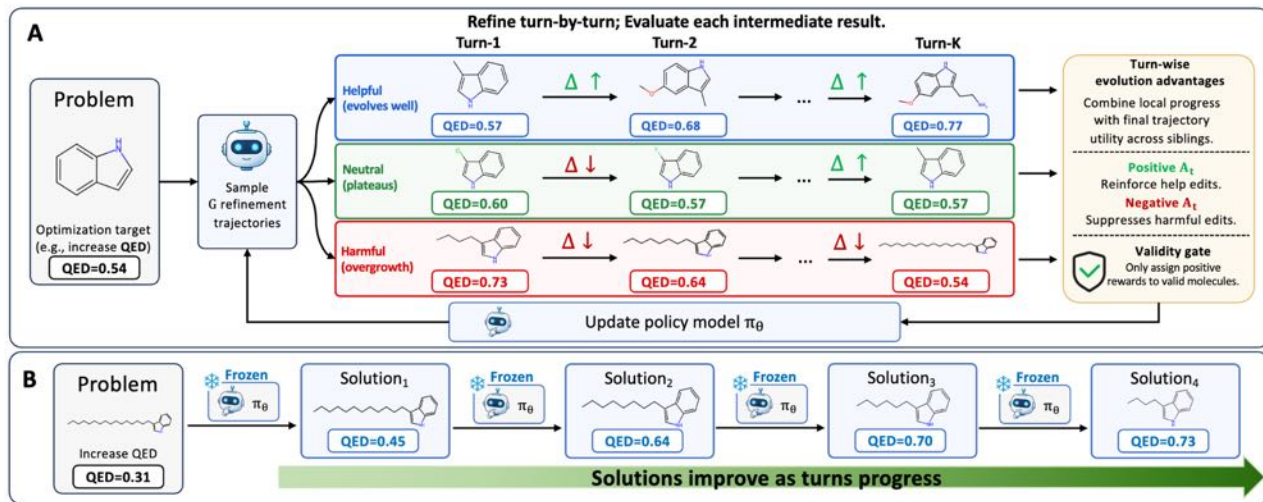 A
Refine turn-by-turn; Evaluate each intermediate result.
Turn-1
Turn-2
Turn-K
Problem
Optimization target
(e.g., increase QED)
QED=0.54
Sample
G refinement
trajectories
Helpful
(evolves well)
QED=0.57
Δ ↑
QED=0.68
...
Δ ↑
QED=0.77
Neutral
(plateaus)
QED=0.60
Δ ↓
QED=0.57
...
Δ ↑
QED=0.57
Harmful
(overgrowth)
QED=0.73
Δ ↓
QED=0.64
...
Δ ↓
QED=0.54
Turn-wise
evolution advantages
Combine local progress
with final trajectory
utility across siblings.
Positive At
Reinforce help edits.
Negative At
Suppresses harmful edits.
Validity gate
Only assign positive
rewards to valid molecules.
Update policy model πθ
B
Problem
Increase QED
QED=0.31
Frozen
πθ
Solution1
QED=0.45
Frozen
πθ
Solution2
QED=0.64
Frozen
πθ
Solution3
QED=0.70
Frozen
πθ
Solution4
QED=0.73
Solutions improve as turns progress